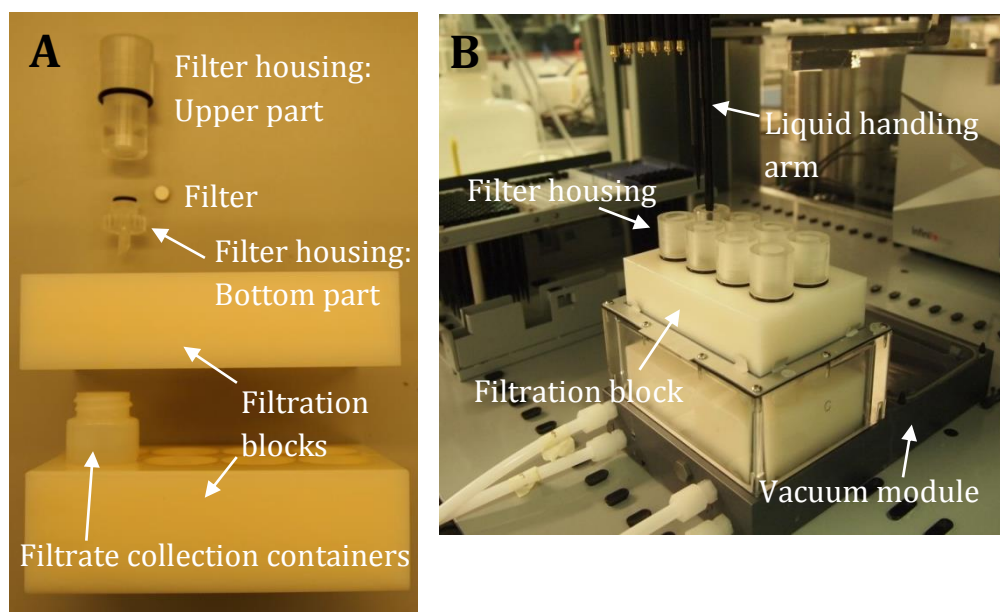 A
Filter housing:
Upper part
Filter
Filter housing:
Bottom part
Filtration
blocks
Filtrate collection containers
B
Liquid handling
arm
Filter housing
Filtration block
Vacuum module